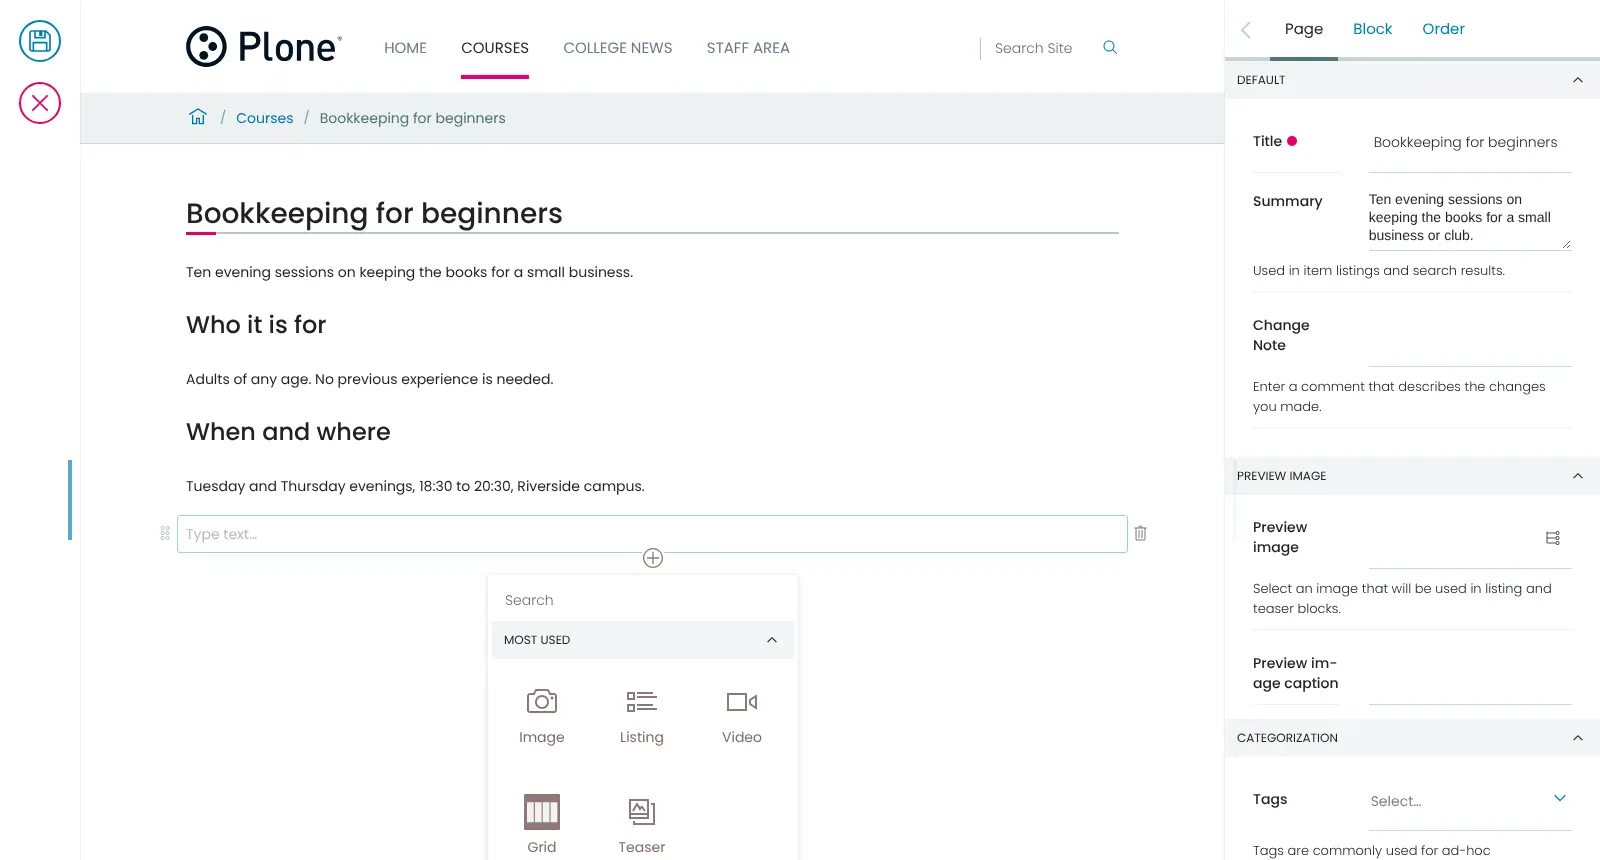 Plone®
HOME
COURSES
COLLEGE NEWS
STAFF AREA
Search Site
/ Courses / Bookkeeping for beginners
Bookkeeping for beginners
Ten evening sessions on keeping the books for a small business.
Who it is for
Adults of any age. No previous experience is needed.
When and where
Tuesday and Thursday evenings, 18:30 to 20:30, Riverside campus.
Type text…
Search
MOST USED
Image
Listing
Video
Grid
Teaser
Page
Block
Order
DEFAULT
Title
Bookkeeping for beginners
Summary
Ten evening sessions on
keeping the books for a small
business or club.
Used in item listings and search results.
Change
Note
Enter a comment that describes the changes
you made.
PREVIEW IMAGE
Preview
image
Select an image that will be used in listing and
teaser blocks.
Preview im-
age caption
CATEGORIZATION
Tags
Select…
Tags are commonly used for ad-hoc